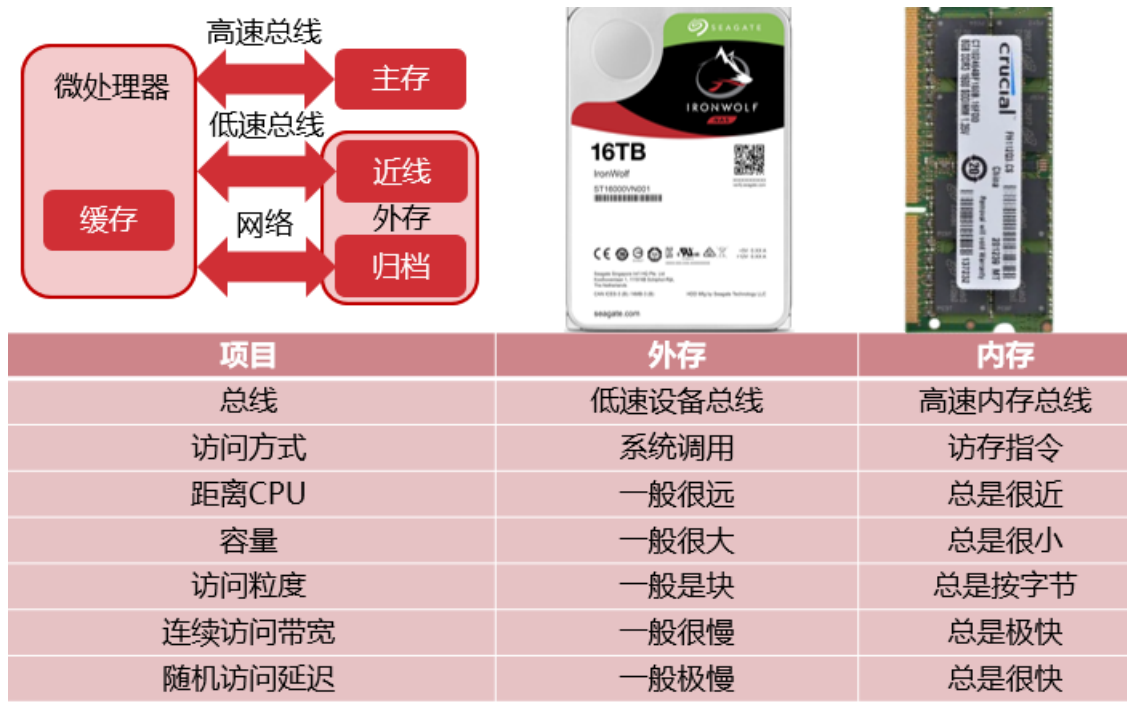 高速总线
微处理器
主存
低速总线
近线
缓存
网络
外存
归档
SEAGATE
IRONWOLF
NAS
16TB
IronWolf
ST16000VN001
seagate.com
crucial
8GB DDR3
China
项目 外存 内存
总线 低速设备总线 高速内存总线
访问方式 系统调用 访存指令
距离CPU 一般很远 总是很近
容量 一般很大 总是很小
访问粒度 一般是块 总是按字节
连续访问带宽 一般很慢 总是极快
随机访问延迟 一般极慢 总是很快